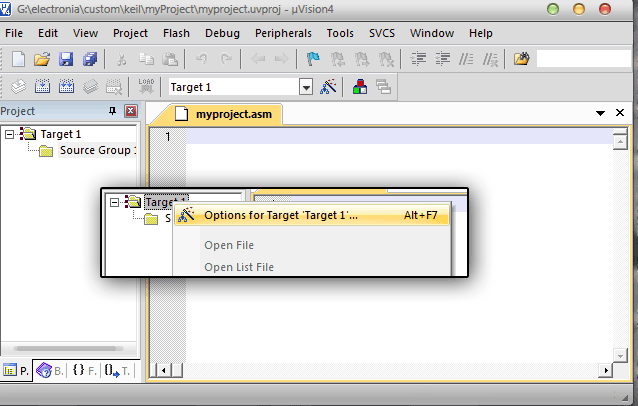 G:\electronia\custom\keil\myProject\myproject.uvproj - µVision4
File Edit View Project Flash Debug Peripherals Tools SVCS Window Help
LOAD
Target 1
Project
myproject.asm
Target 1
1
Source Group 1
Target 1
Options for Target 'Target 1'... Alt+F7
S
Open File
Open List File
P. B. {} F. {}→ T.